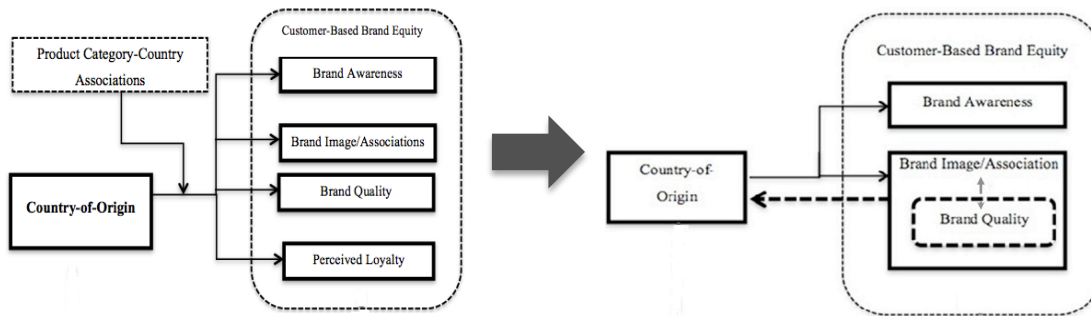 Product Category-Country
Associations
Country-of-Origin
Customer-Based Brand Equity
Brand Awareness
Brand Image/Associations
Brand Quality
Perceived Loyalty
Country-of-
Origin
Customer-Based Brand Equity
Brand Awareness
Brand Image/Association
Brand Quality